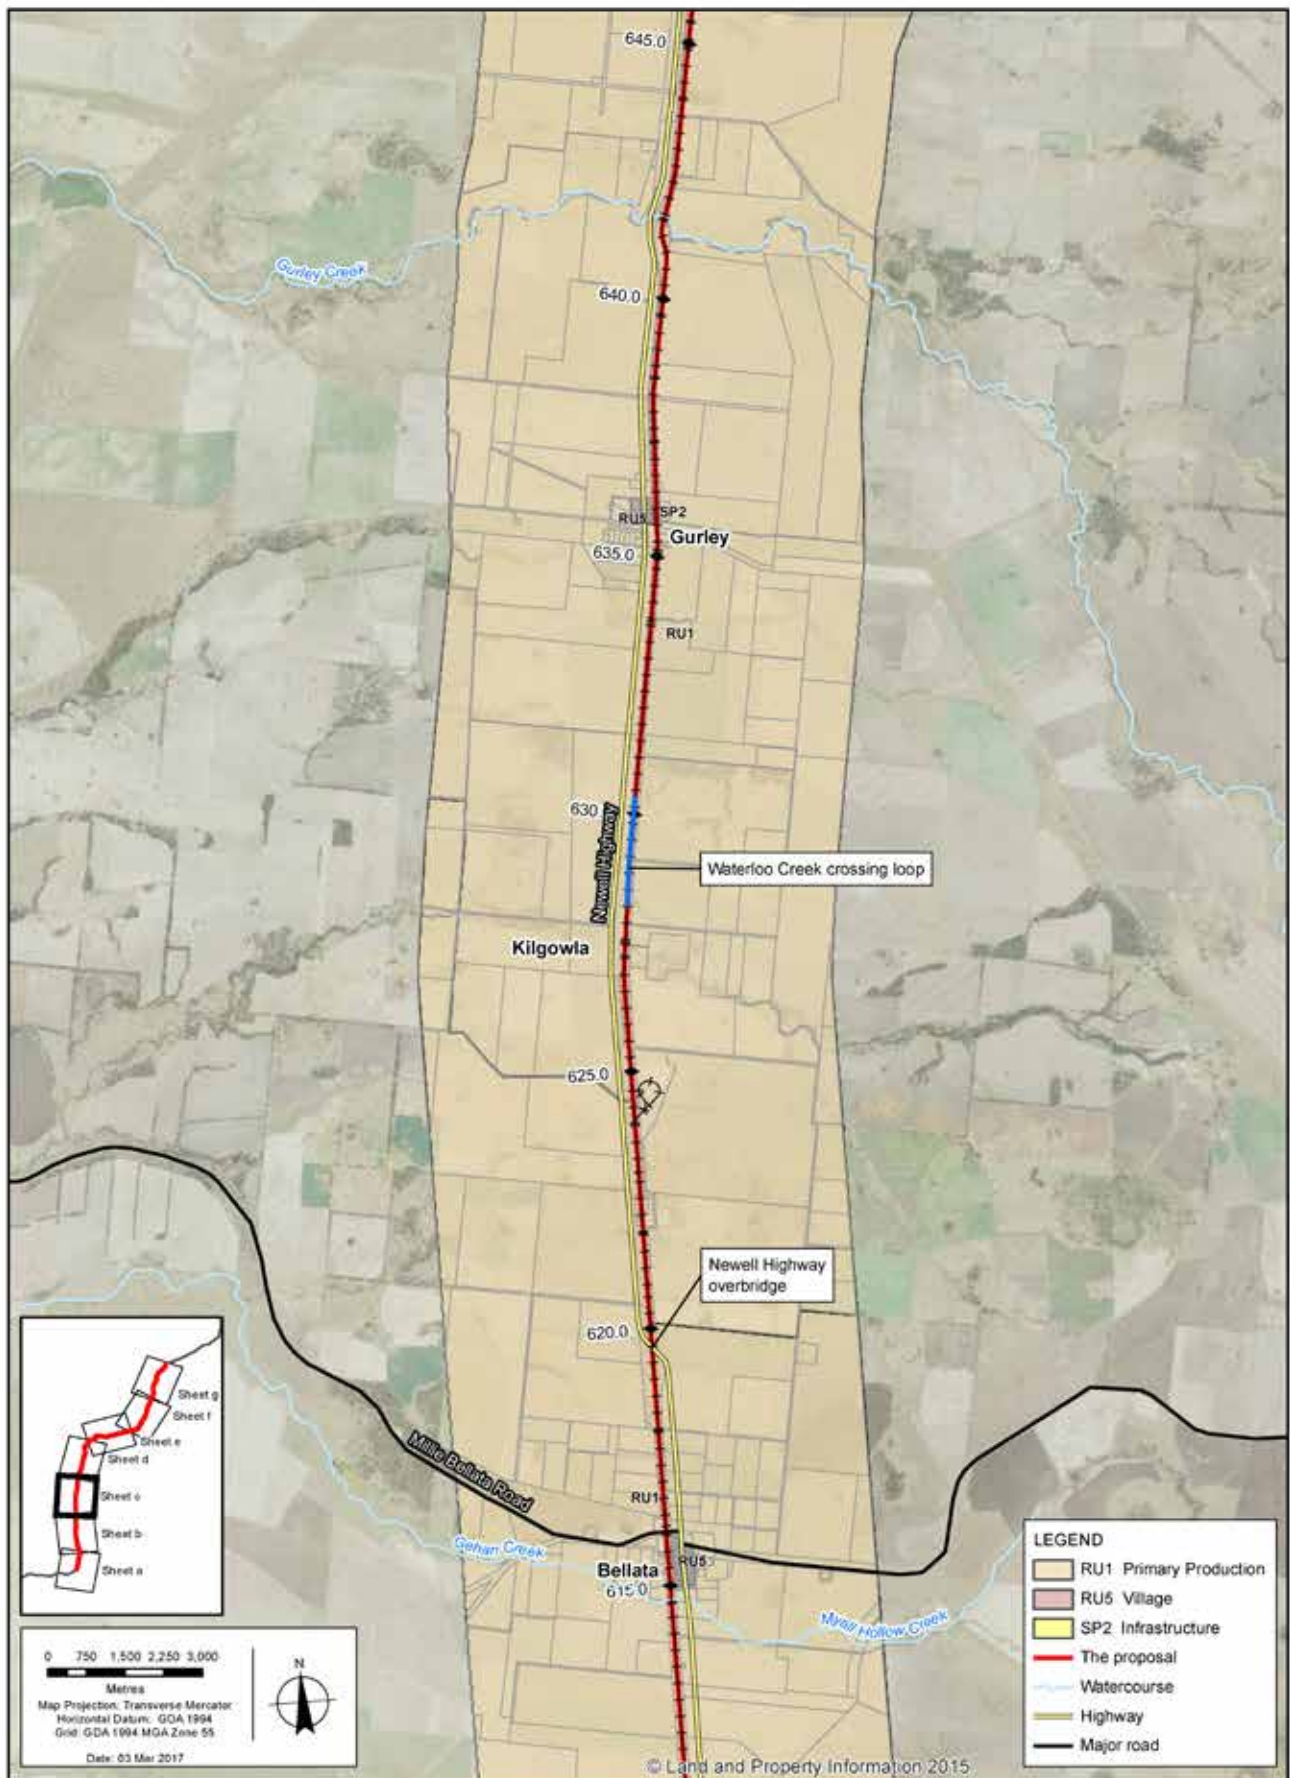 645.0
Gurley Creek
640.0
RU5
SP2
Gurley
635.0
RU1
630.
Newell Highway
Waterloo Creek crossing loop
Kilgowla
625.0
Newell Highway
overbridge
620.0
Millie Bellata Road
RU1
Gehan Creek
Bellata
RU5
615.0
Myall Hollow Creek
Sheet g
Sheet f
Sheet e
Sheet d
Sheet c
Sheet b
Sheet a
0 750 1,500 2,250 3,000
Metres
Map Projection: Transverse Mercator
Horizontal Datum: GDA 1994
Grid: GDA 1994 MGA Zone 55
Date: 03 Mar 2017
N
LEGEND
RU1 Primary Production
RU5 Village
SP2 Infrastructure
The proposal
Watercourse
Highway
Major road
© Land and Property Information 2015